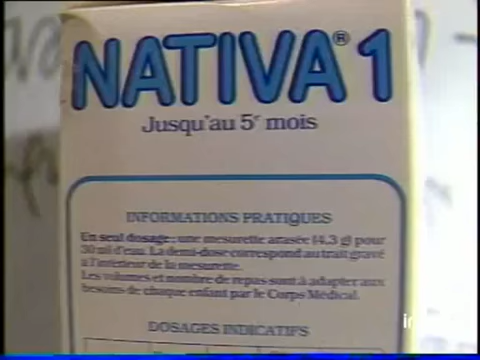 NATIVA® 1
Jusqu'au 5e mois
INFORMATIONS PRATIQUES
En seul dosage : une mesurette arasée (4,3 g) pour
30 ml d'eau. La demi-dose correspond au trait gravé
à l'intérieur de la mesurette.
Les volumes et nombre de repas sont à adapter aux
besoins de chaque enfant par le Corps Médical.
DOSAGES INDICATIFS